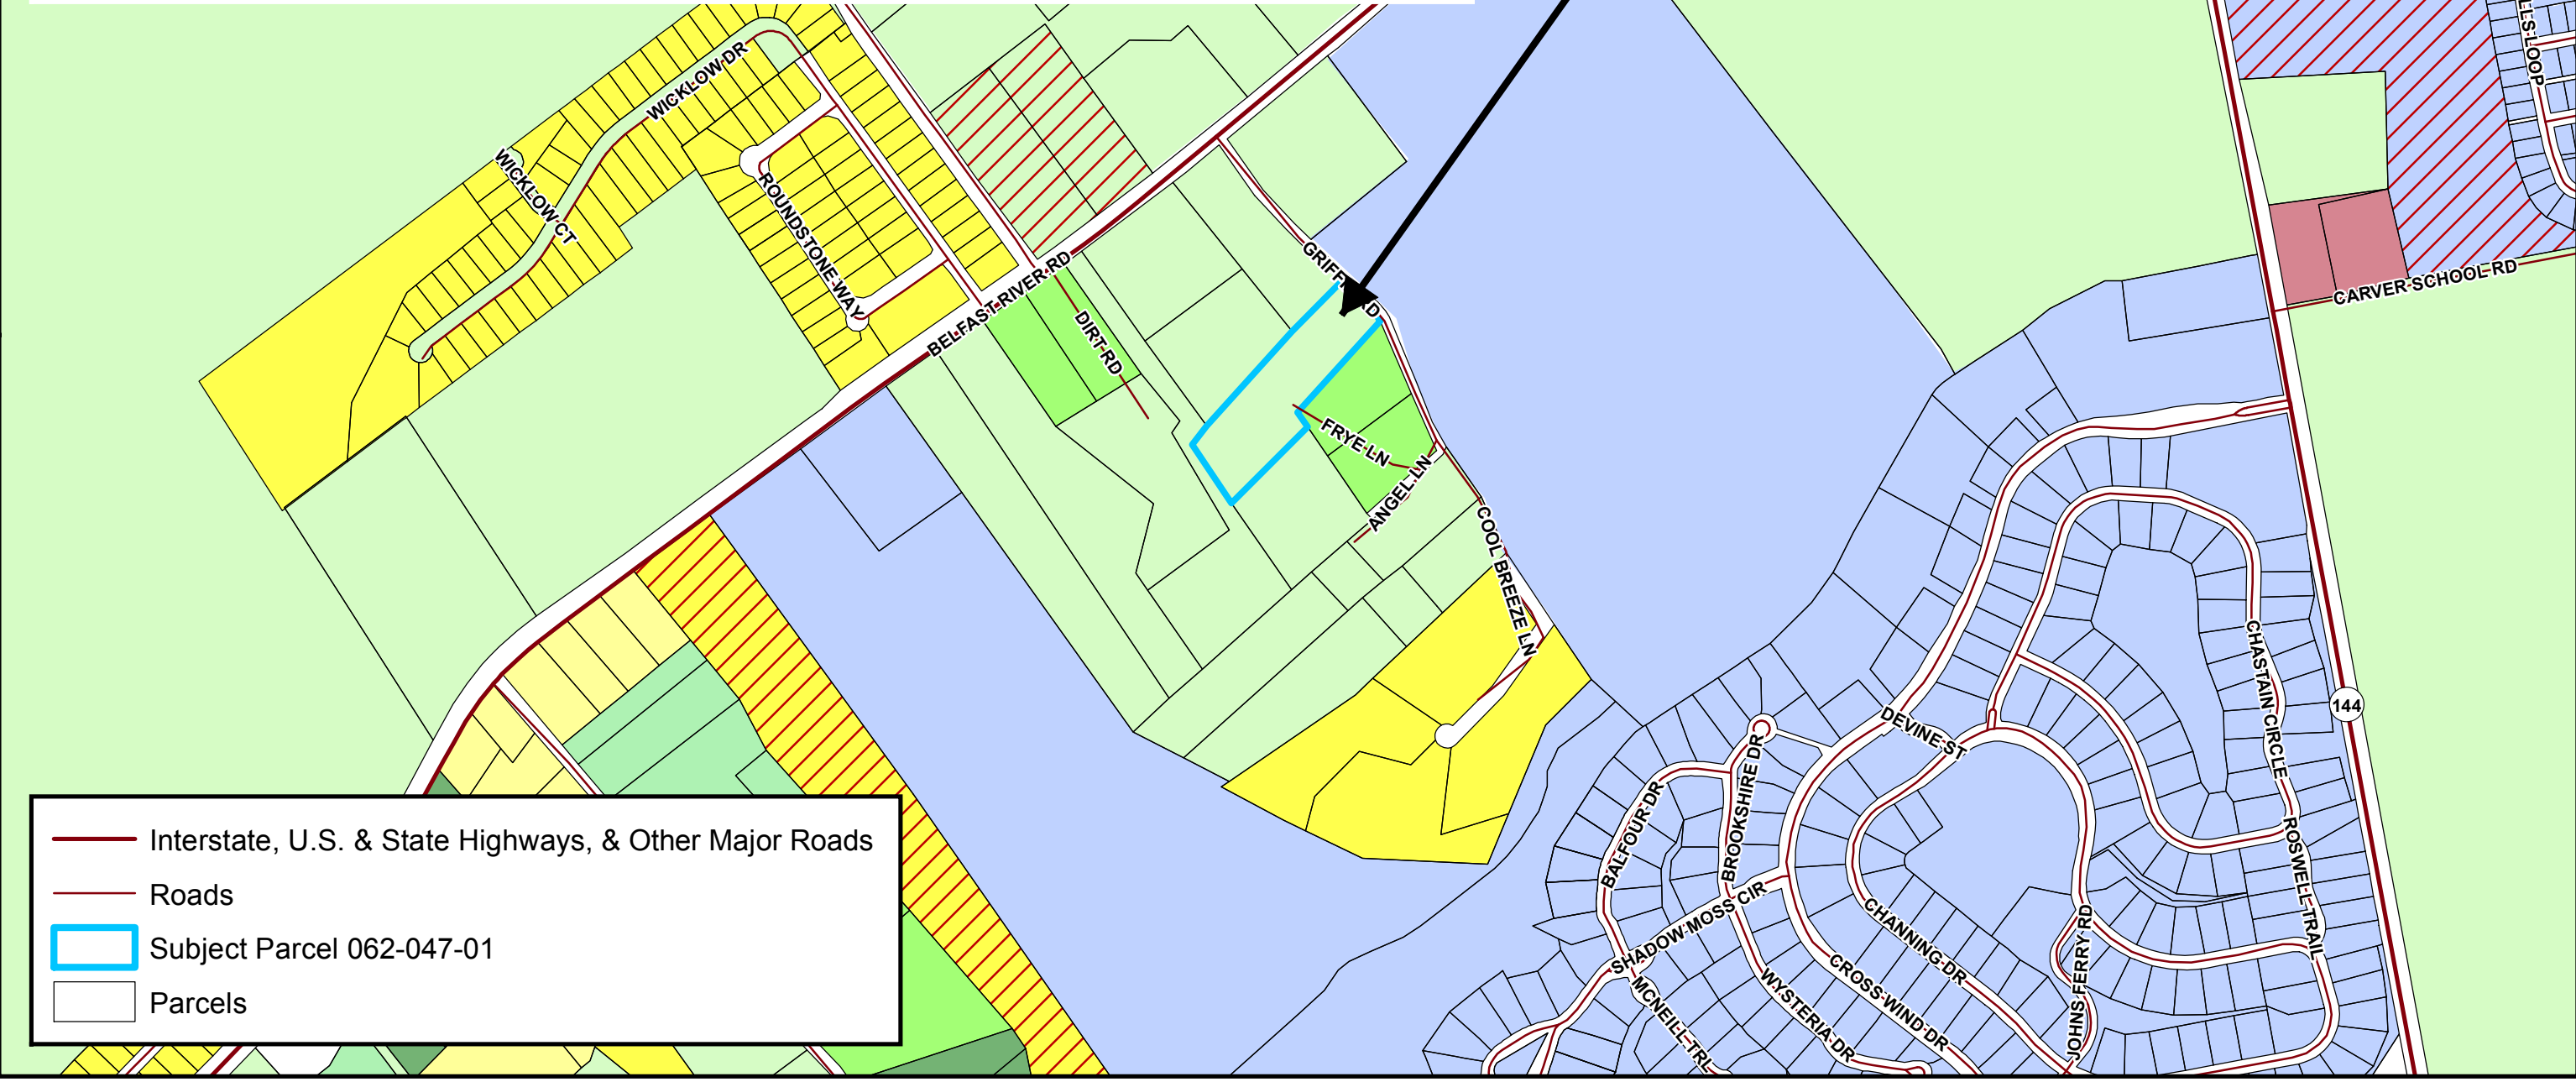 WICKLOW DR
WICKLOW CT
ROUNDSTONE WAY
BELFAST RIVER RD
DIRT RD
FRYE LN
ANGEL LN
COOL BREEZE LN
CARVER SCHOOL RD
144
CHASTAIN CIRCLE
DEVINE ST
BROOKSHIRE DR
BALFOUR DR
SHADOW MOSS CIR
MCNEILL TRL
WYSTERIA DR
CROSS WIND DR
CHANNING DR
JOHNS FERRY RD
ROSWELL TRAIL
Interstate, U.S. & State Highways, & Other Major Roads
Roads
Subject Parcel 062-047-01
Parcels